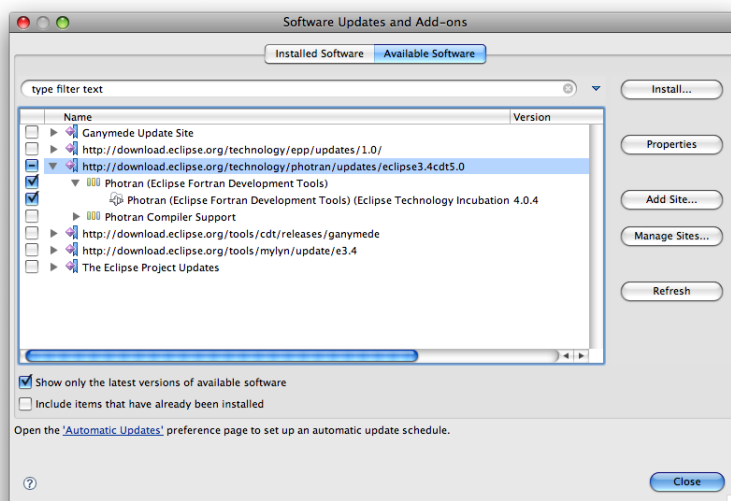 Software Updates and Add-ons
Installed Software Available Software
type filter text
Install...
Name Version
Ganymede Update Site
http://download.eclipse.org/technology/epp/updates/1.0/
Properties
http://download.eclipse.org/technology/photran/updates/eclipse3.4cdt5.0
Photran (Eclipse Fortran Development Tools)
Photran (Eclipse Fortran Development Tools) (Eclipse Technology Incubation 4.0.4
Add Site...
Photran Compiler Support
http://download.eclipse.org/tools/cdt/releases/ganymede
Manage Sites...
http://download.eclipse.org/tools/mylyn/update/e3.4
The Eclipse Project Updates
Refresh
Show only the latest versions of available software
Include items that have already been installed
Open the 'Automatic Updates' preference page to set up an automatic update schedule.
?
Close